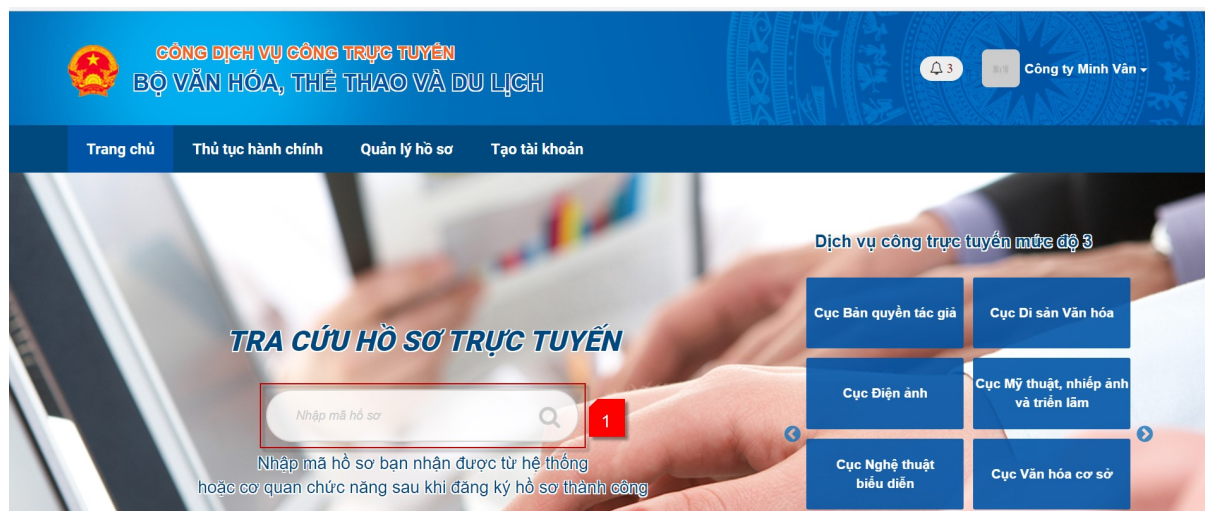 CỔNG DỊCH VỤ CÔNG TRỰC TUYẾN
BỘ VĂN HÓA, THỂ THAO VÀ DU LỊCH
3
Công ty Minh Vân
Trang chủ
Thủ tục hành chính
Quản lý hồ sơ
Tạo tài khoản
Dịch vụ công trực tuyến mức độ 3
Cục Bản quyền tác giả
Cục Di sản Văn hóa
TRA CỨU HỒ SƠ TRỰC TUYẾN
Cục Điện ảnh
Cục Mỹ thuật, nhiếp ảnh
và triển lãm
Nhập mã hồ sơ
1
Nhập mã hồ sơ bạn nhận được từ hệ thống
hoặc cơ quan chức năng sau khi đăng ký hồ sơ thành công
Cục Nghệ thuật
biểu diễn
Cục Văn hóa cơ sở